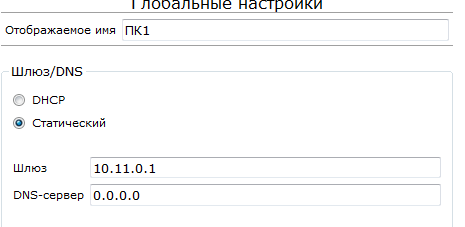 Глобальные настройки
Отображаемое имя ПК1
Шлюз/DNS
DHCP
Статический
Шлюз 10.11.0.1
DNS-сервер 0.0.0.0